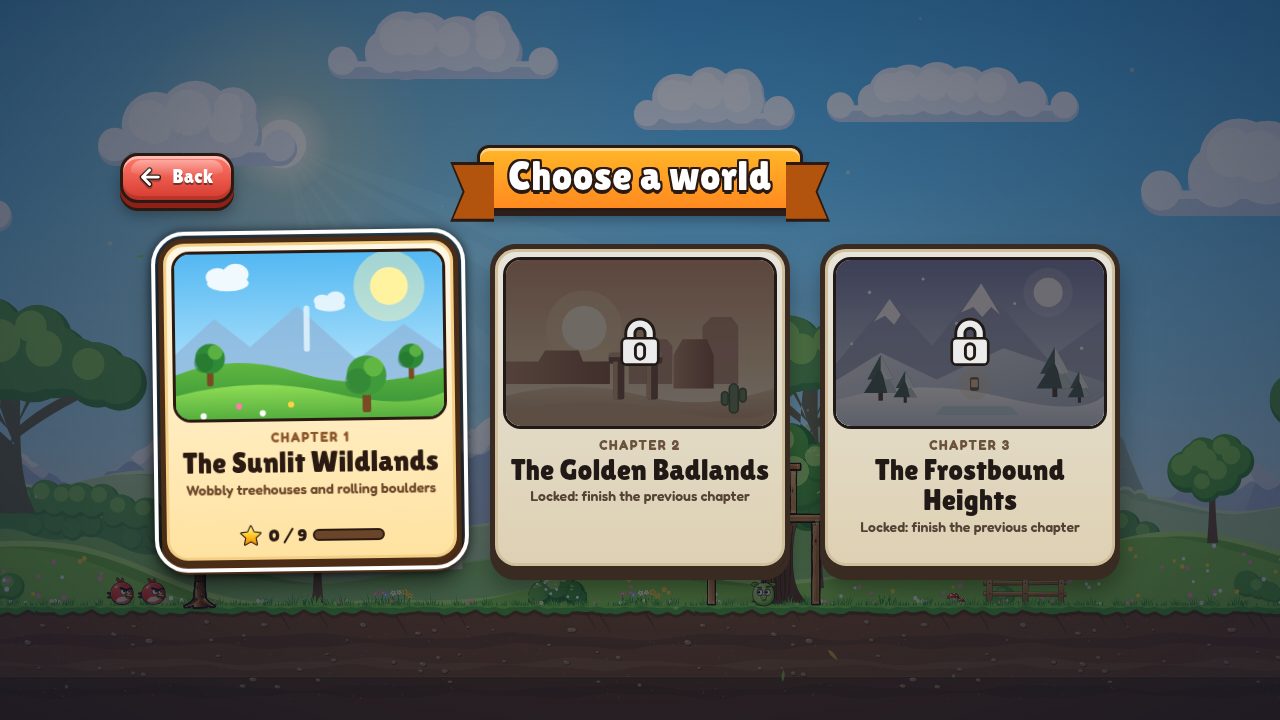 Back
Choose a world
CHAPTER 1
The Sunlit Wildlands
Wobbly treehouses and rolling boulders
0 / 9
CHAPTER 2
The Golden Badlands
Locked: finish the previous chapter
CHAPTER 3
The Frostbound
Heights
Locked: finish the previous chapter